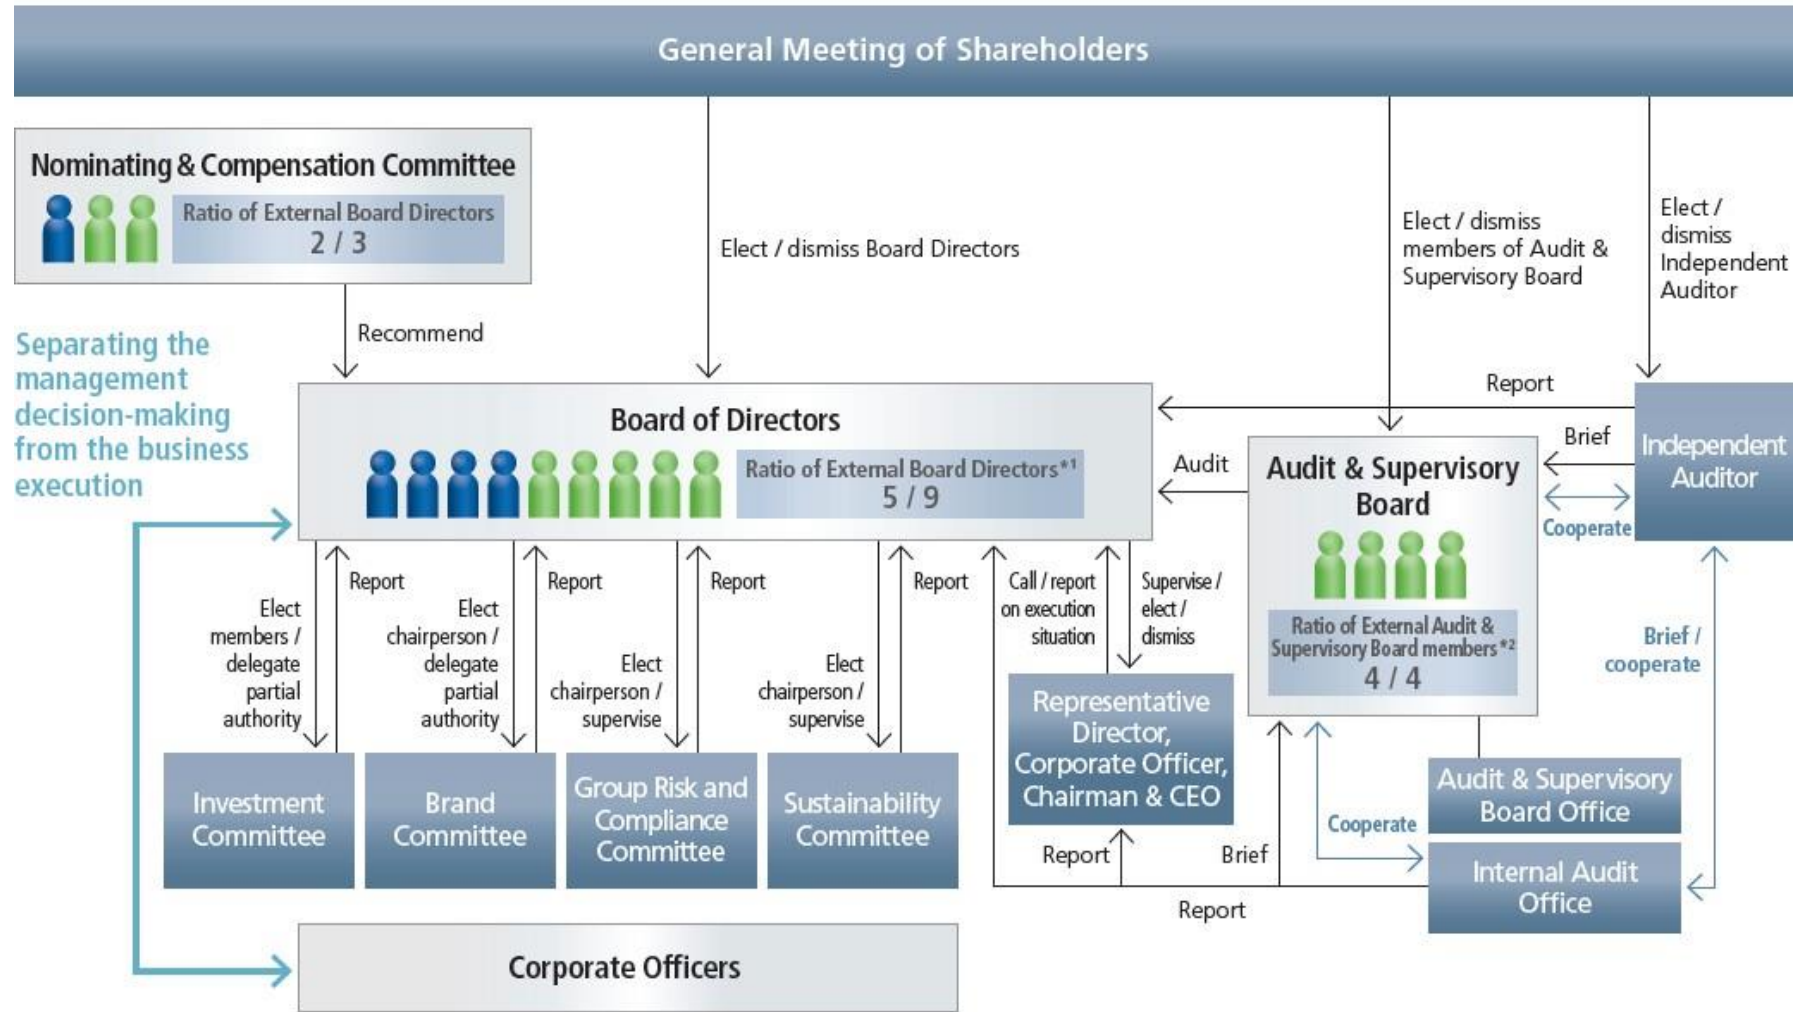 General Meeting of Shareholders
Nominating & Compensation Committee
Ratio of External Board Directors
2 / 3
Recommend
Elect / dismiss Board Directors
Elect / dismiss
members of Audit &
Supervisory Board
Elect /
dismiss
Independent
Auditor
Separating the
management
decision-making
from the business
execution
Board of Directors
Ratio of External Board Directors*1
5 / 9
Report
Audit
Brief
Cooperate
Independent
Auditor
Audit & Supervisory
Board
Ratio of External Audit &
Supervisory Board members*2
4 / 4
Brief /
cooperate
Elect
members /
delegate
partial
authority
Report
Elect
chairperson /
delegate
partial
authority
Report
Elect
chairperson /
supervise
Report
Elect
chairperson /
supervise
Report
Call / report
on execution
situation
Supervise /
elect /
dismiss
Investment
Committee
Brand
Committee
Group Risk and
Compliance
Committee
Sustainability
Committee
Representative
Director,
Corporate Officer,
Chairman & CEO
Audit & Supervisory
Board Office
Cooperate
Report
Brief
Internal Audit
Office
Report
Corporate Officers